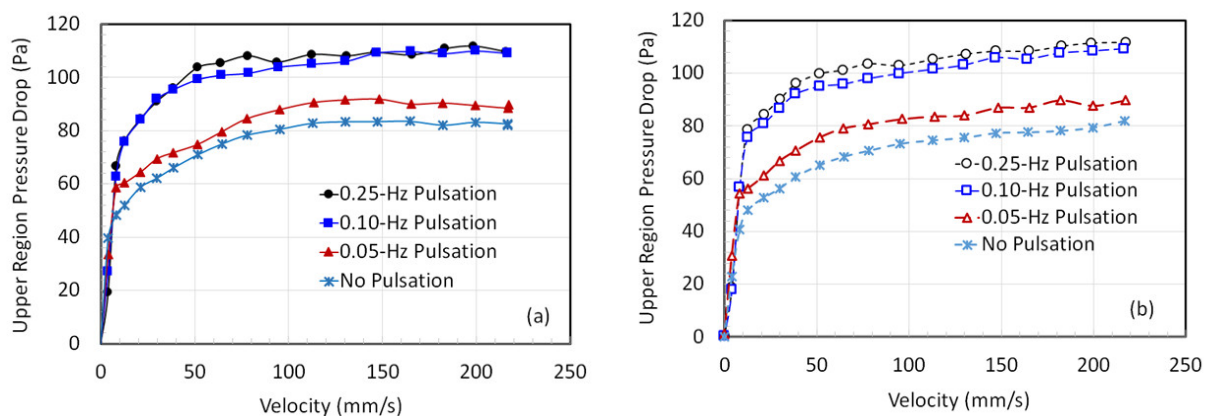 Upper Region Pressure Drop (Pa)
120
100
80
60
40
20
0
0.25-Hz Pulsation
0.10-Hz Pulsation
0.05-Hz Pulsation
No Pulsation
(a)
0 50 100 150 200 250
Velocity (mm/s)
Upper Region Pressure Drop (Pa)
120
100
80
60
40
20
0
0.25-Hz Pulsation
0.10-Hz Pulsation
0.05-Hz Pulsation
No Pulsation
(b)
0 50 100 150 200 250
Velocity (mm/s)